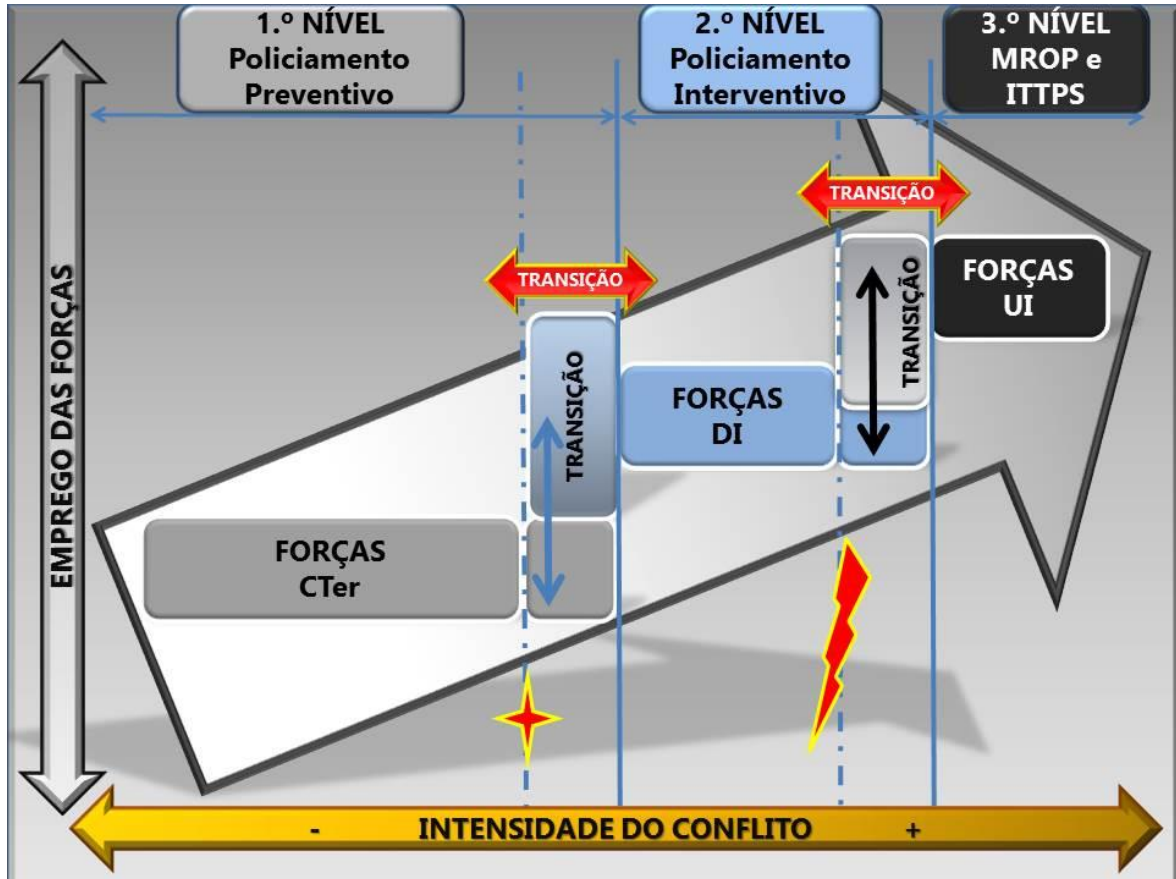 1.º NÍVEL
Policiamento
Preventivo
2.º NÍVEL
Policiamento
Interventivo
3.º NÍVEL
MROP e
ITTPS
TRANSIÇÃO
TRANSIÇÃO
FORÇAS
UI
TRANSIÇÃO
TRANSIÇÃO
FORÇAS
DI
FORÇAS
CTer
EMPREGO DAS FORÇAS
- INTENSIDADE DO CONFLITO +